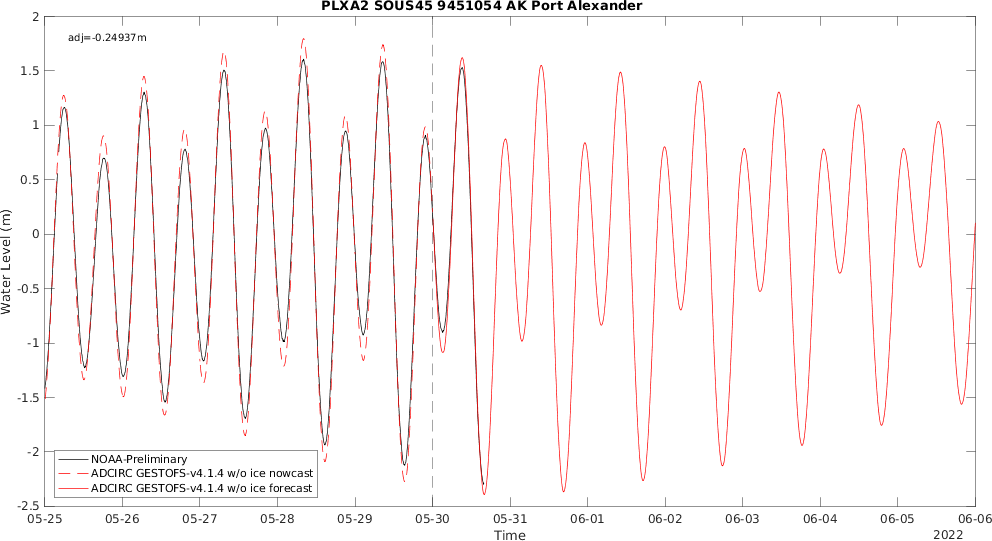 PLXA2 SOUS45 9451054 AK Port Alexander
adj=-0.24937m
2
1.5
1
0.5
0
-0.5
-1
-1.5
-2
-2.5
Water Level (m)
NOAA-Preliminary
ADCIRC GESTOFS-v4.1.4 w/o ice nowcast
ADCIRC GESTOFS-v4.1.4 w/o ice forecast
05-25 05-26 05-27 05-28 05-29 05-30 05-31 06-01 06-02 06-03 06-04 06-05 06-06
Time
2022